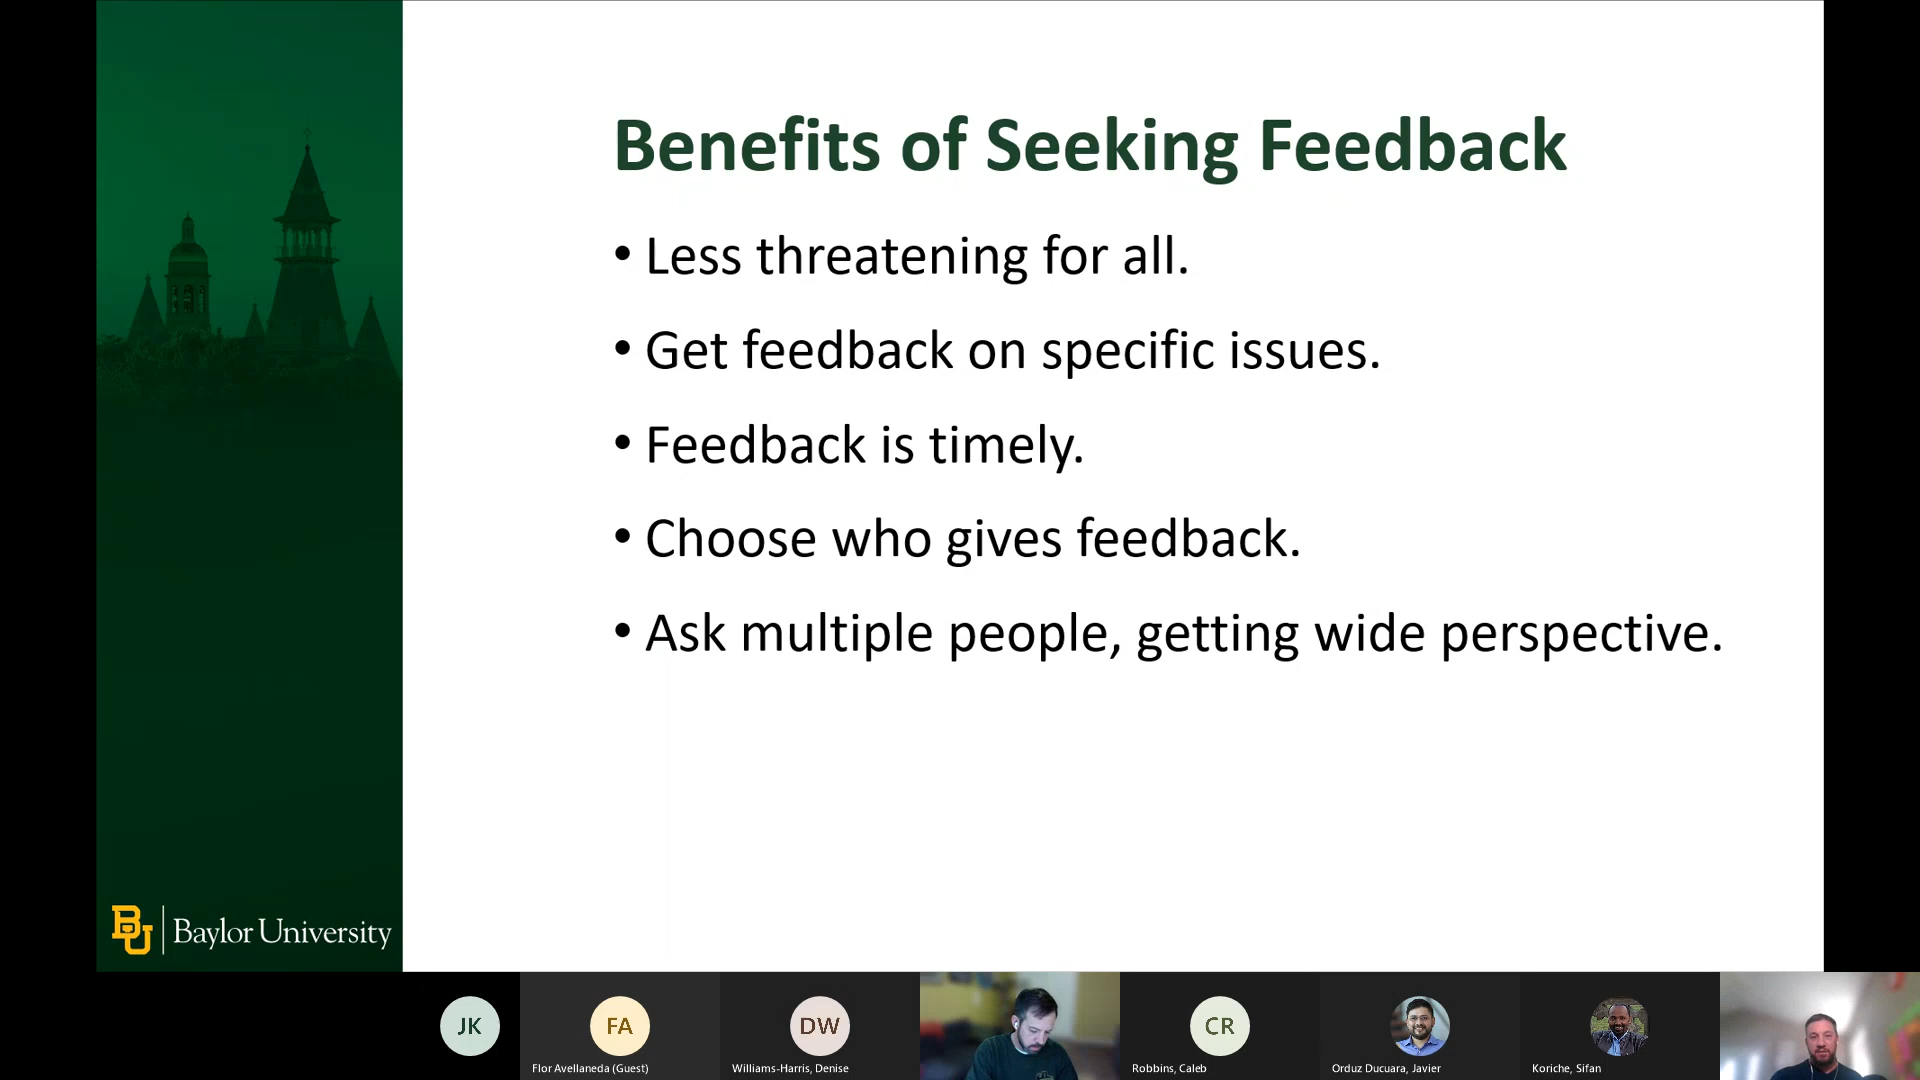 Benefits of Seeking Feedback
• Less threatening for all.
• Get feedback on specific issues.
• Feedback is timely.
• Choose who gives feedback.
• Ask multiple people, getting wide perspective.
BU | Baylor University
JK
FA
DW
CR
Flor Avellaneda (Guest)
Williams-Harris, Denise
Robbins, Caleb
Orduz Ducuara, Javier
Koriche, Sifan